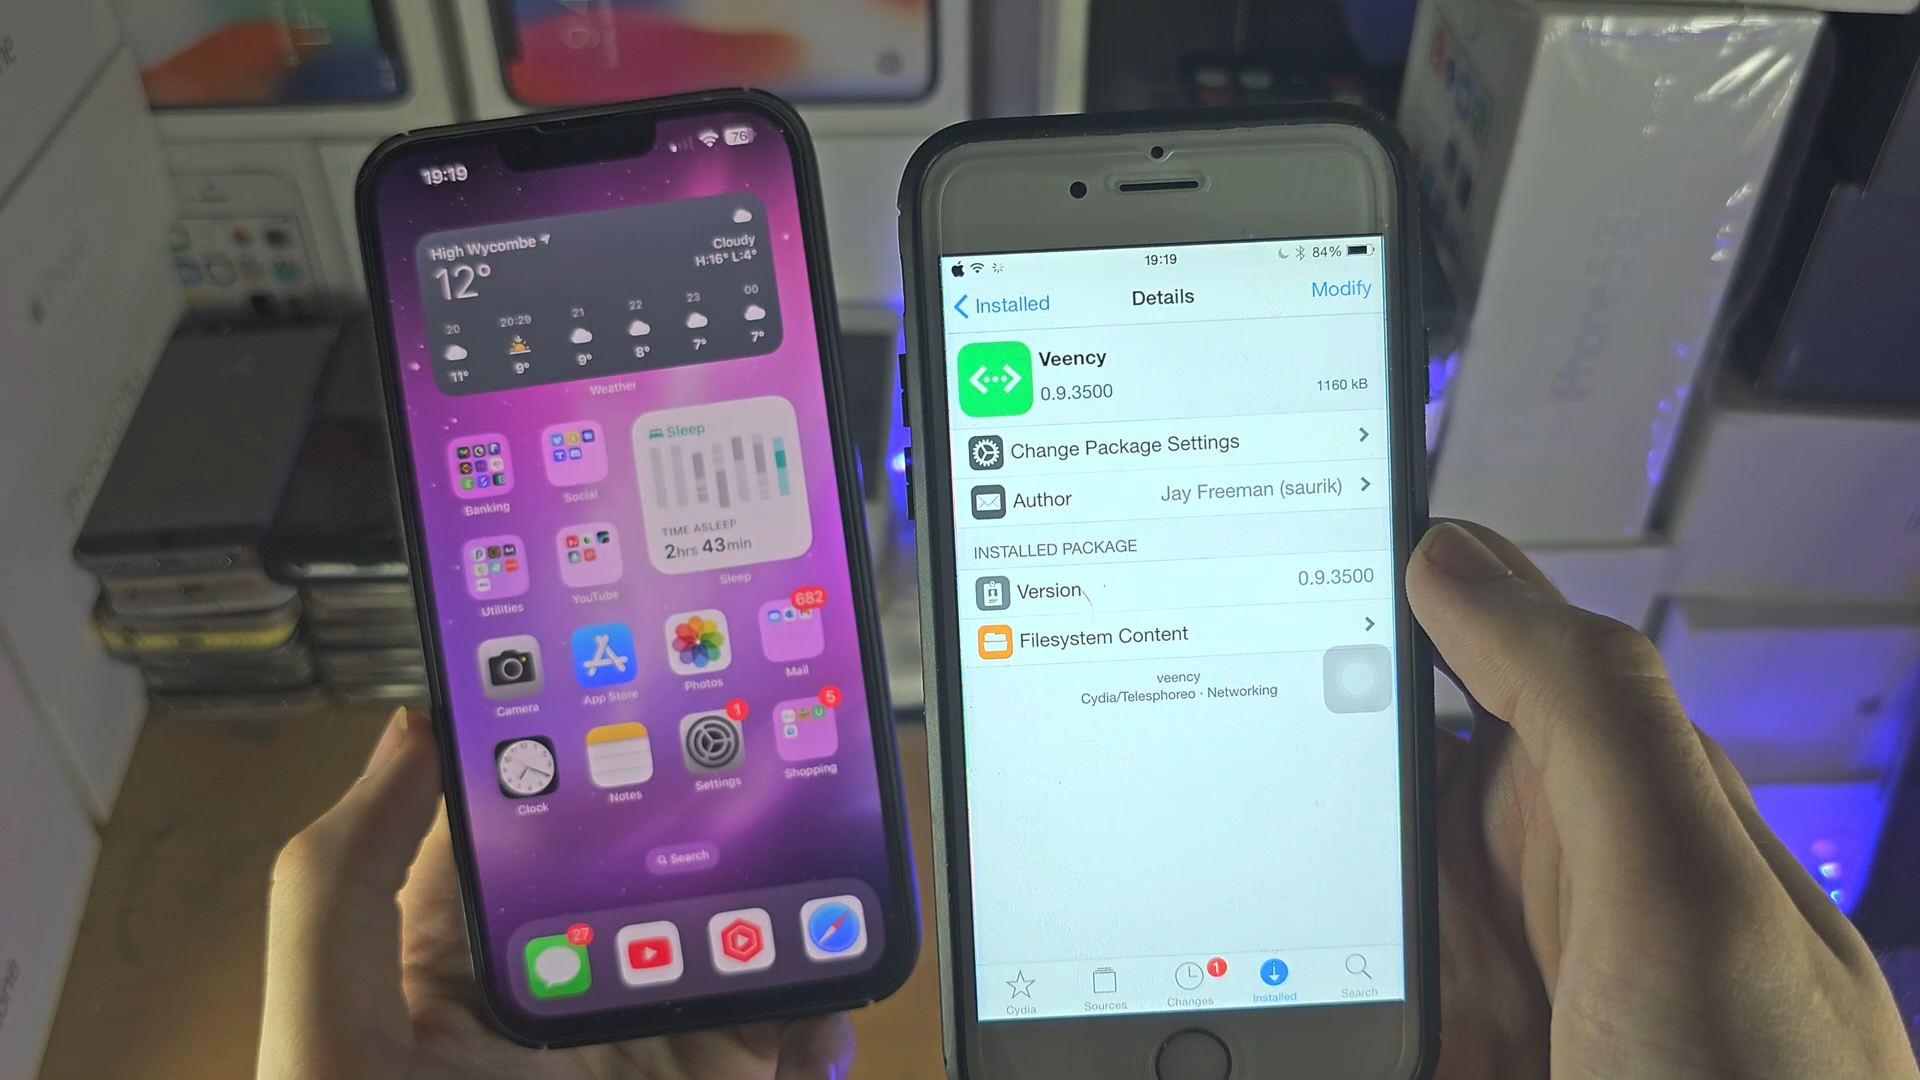 19:19
76
High Wycombe
12°
Cloudy
H:16° L:4°
20
20:29
21
22
23
00
11°
9°
9°
8°
7°
7°
Weather
Banking
Social
Sleep
TIME ASLEEP
2hrs 43min
Sleep
Utilities
YouTube
682
Camera
App Store
Photos
Mail
1
5
Clock
Notes
Settings
Shopping
Search
27
19:19
84%
Installed
Details
Modify
Veency
0.9.3500
1160 kB
Change Package Settings
Author
Jay Freeman (saurik)
INSTALLED PACKAGE
Version
0.9.3500
Filesystem Content
veency
Cydia/Telesphoreo · Networking
Cydia
Sources
Changes
1
Installed
Search